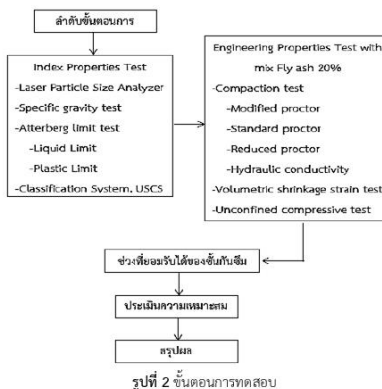 ลำดับขั้นตอนการ
Index Properties Test
-Laser Particle Size Analyzer
-Specific gravity test
-Atterberg limit test
-Liquid Limit
-Plastic Limit
-Classification System, USCS
Engineering Properties Test with
mix Fly ash 20%
-Compaction test
-Modified proctor
-Standard proctor
-Reduced proctor
-Hydraulic conductivity
-Volumetric shrinkage strain test
-Unconfined compressive test
ช่วงที่ยอมรับได้ของชั้นกันซึม
ประเมินความเหมาะสม
สรุปผล
รูปที่ 2 ขั้นตอนการทดสอบ